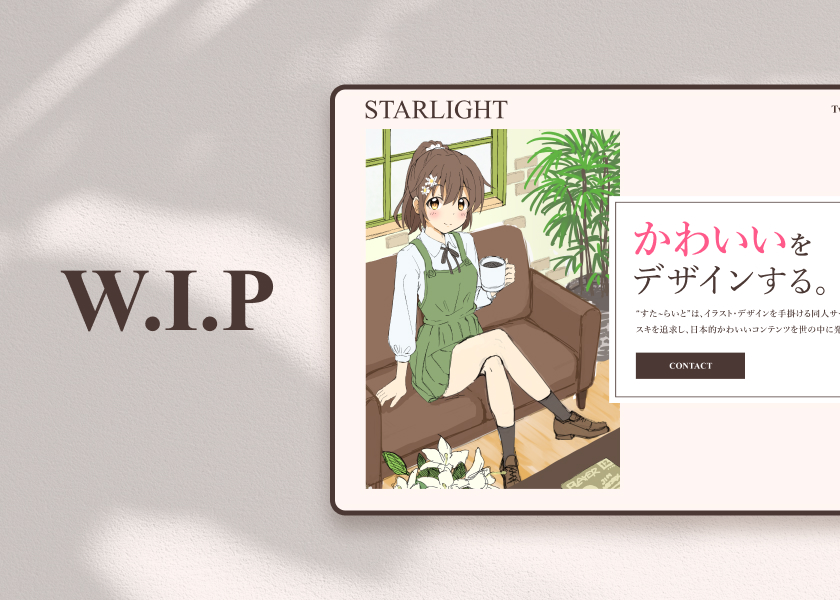 W.I.P
STARLIGHT
かわいいを
デザインする。
“すた~らいと”は、イラスト・デザインを手掛ける同人サ
スキを追求し、日本的かわいいコンテンツを世の中に発
CONTACT